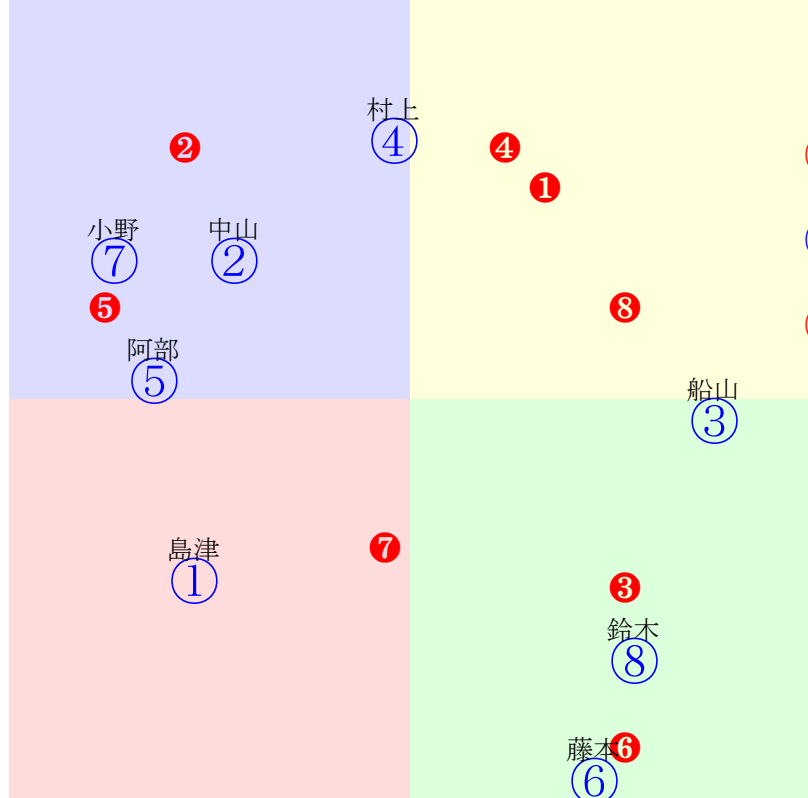 村上
④
❷
❹
❶
小野
⑦
中山
②
❺
❽
阿部
⑤
船山
③
島津
①
❼
❸
鈴木
⑧
藤本
❻
⑥